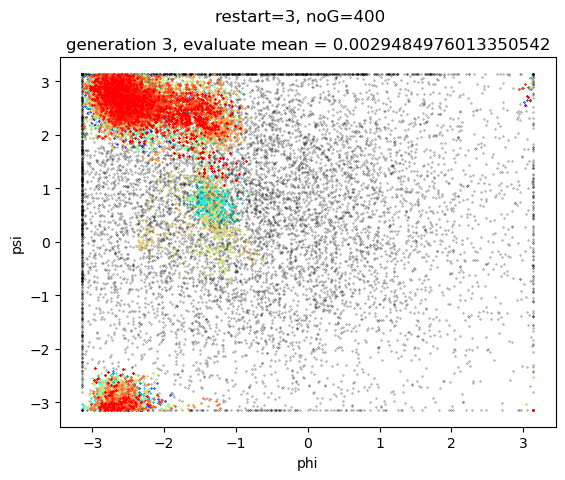 restart=3, noG=400
generation 3, evaluate mean = 0.0029484976013350542
3
2
1
0
−1
−2
−3
psi
−3 −2 −1 0 1 2 3
phi